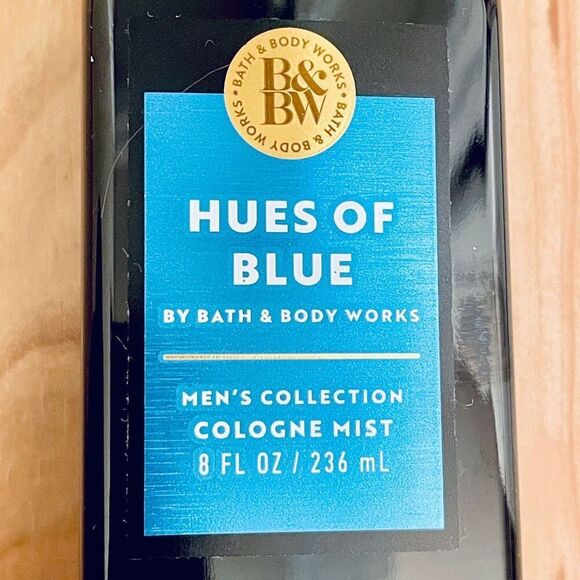 • BATH & BODY WORKS •
B&
BW
BATH & BODY WORKS
HUES OF
BLUE
BY BATH & BODY WORKS
MEN'S COLLECTION
COLOGNE MIST
8 FL OZ / 236 mL